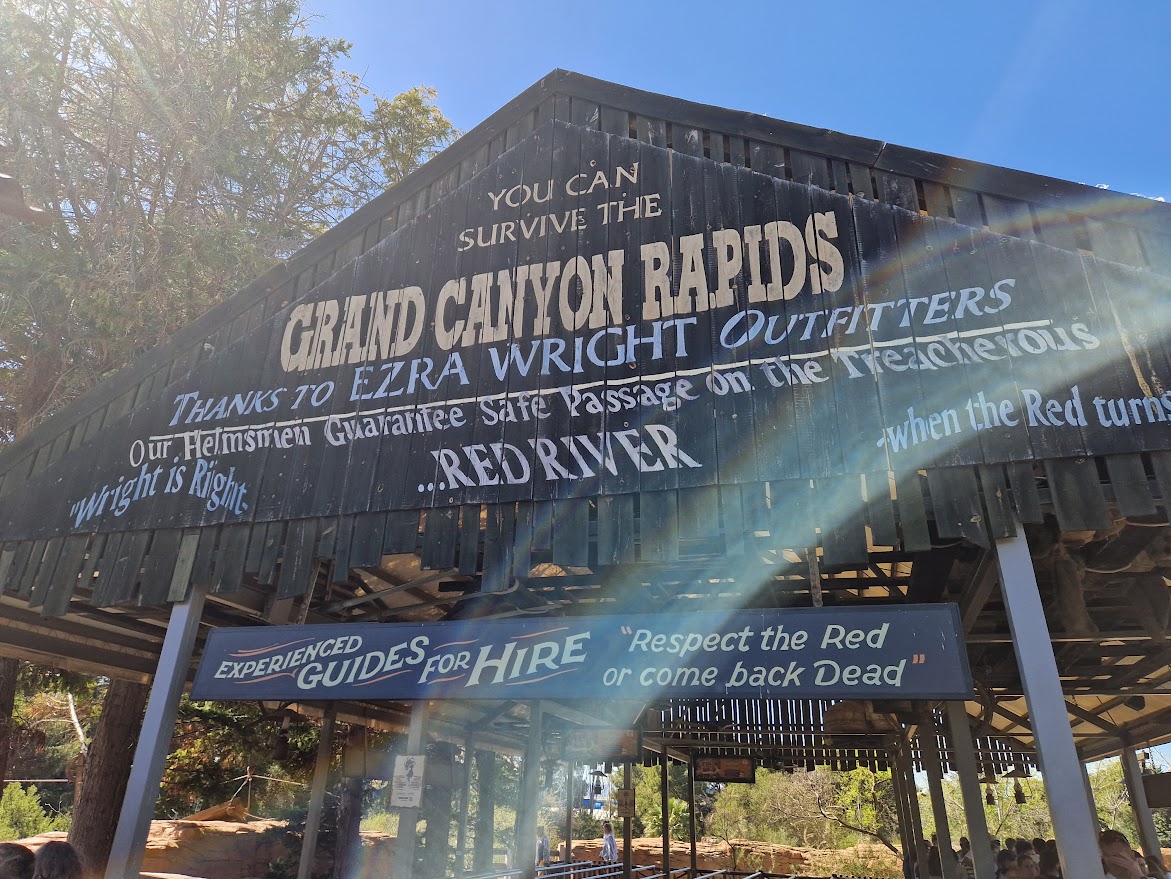 YOU CAN
SURVIVE THE
GRAND CANYON RAPIDS
THANKS TO EZRA WRIGHT OUTFITTERS
Our Helmsmen Guarantee Safe Passage on the Treacherous
...RED RIVER
"Wright is Right
-when the Red turns
EXPERIENCED
GUIDES FOR HIRE
"Respect the Red
or come back Dead"